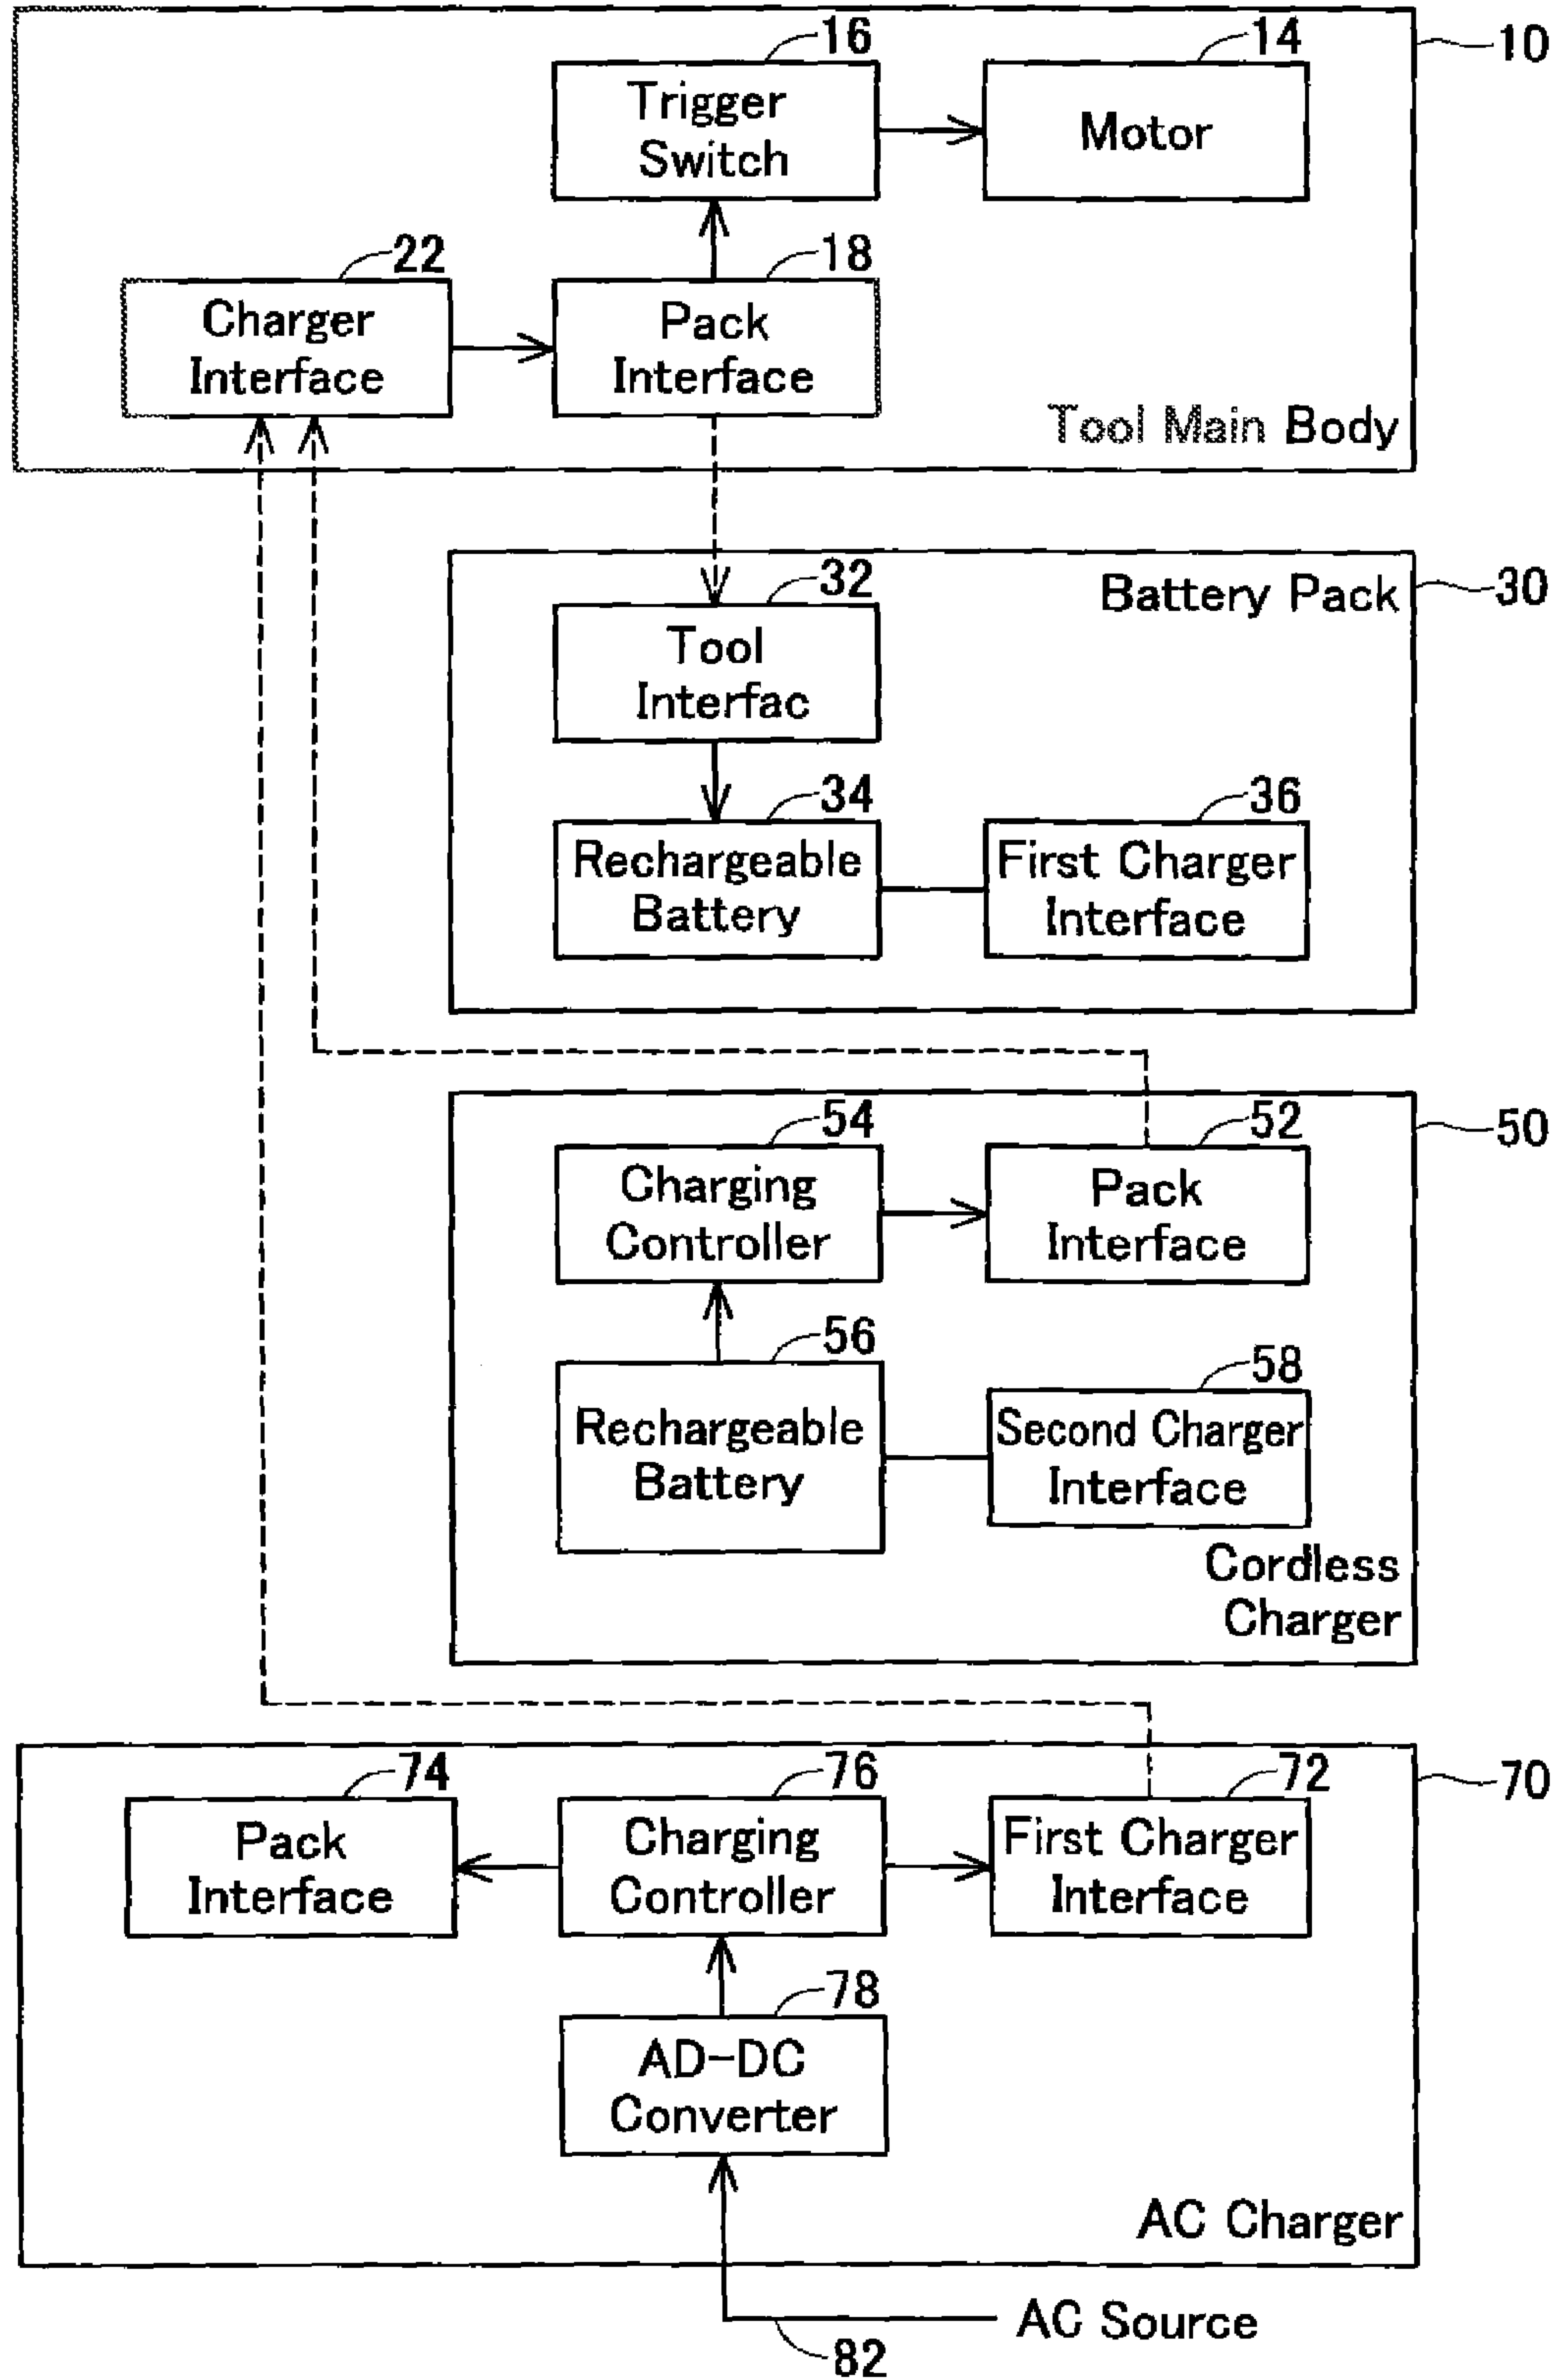 16
14
10
Trigger
Switch
Motor
22
18
Charger
Interface
Pack
Interface
Tool Main Body
32
Battery Pack
30
Tool
Interfac
34
36
Rechargeable
Battery
First Charger
Interface
54
52
50
Charging
Controller
Pack
Interface
56
58
Rechargeable
Battery
Second Charger
Interface
Cordless
Charger
74
76
72
70
Pack
Interface
Charging
Controller
First Charger
Interface
78
AD-DC
Converter
AC Charger
AC Source
82